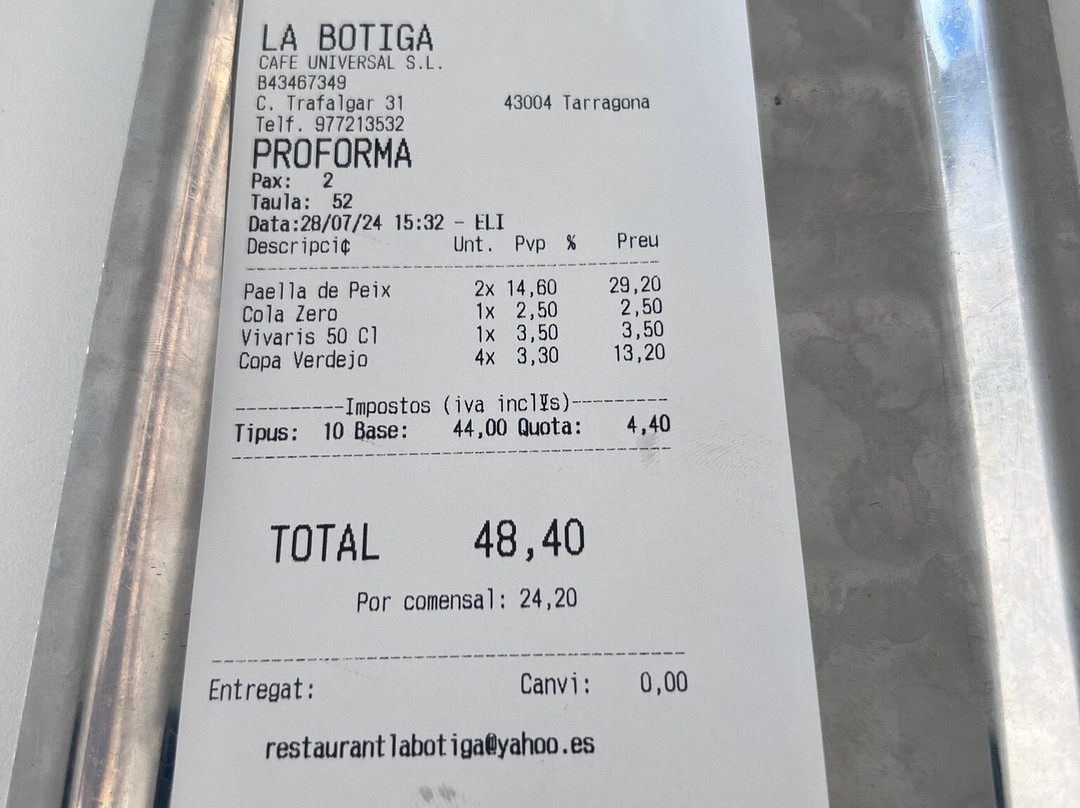 LA BOTIGA
CAFE UNIVERSAL S.L.
B43467349
C. Trafalgar 31 43004 Tarragona
Telf. 977213532
PROFORMA
Pax: 2
Taula: 52
Data:28/07/24 15:32 - ELI
Descripci¢ Unt. Pvp % Preu
Paella de Peix 2x 14,60 29,20
Cola Zero 1x 2,50 2,50
Vivaris 50 Cl 1x 3,50 3,50
Copa Verdejo 4x 3,30 13,20
----------Impostos (iva incl¥s)---------
Tipus: 10 Base: 44,00 Quota: 4,40
TOTAL 48,40
Por comensal: 24,20
Entregat: Canvi: 0,00
restaurantlabotiga@yahoo.es